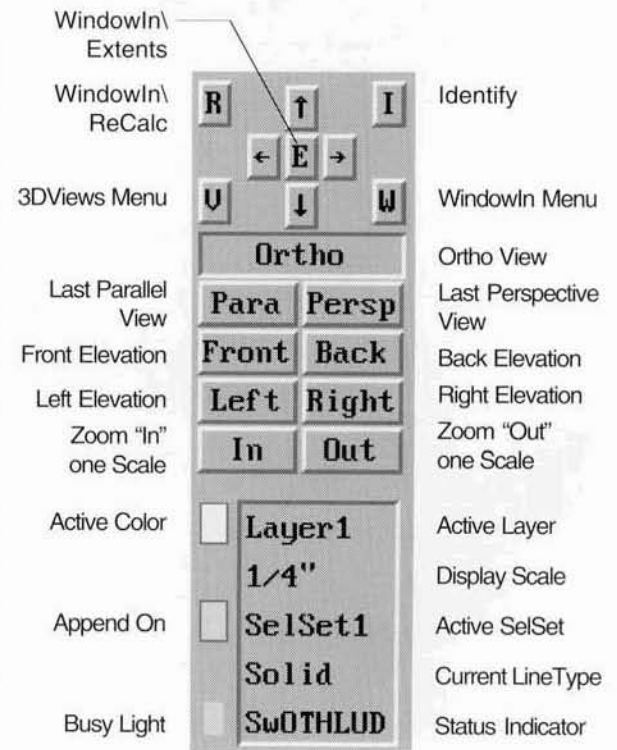 WindowIn\
Extents
WindowIn\
ReCalc
R
↑
I
Identify
← E →
3DViews Menu
V
↓
W
WindowIn Menu
Ortho
Ortho View
Last Parallel
View
Para
Persp
Last Perspective
View
Front Elevation
Front
Back
Back Elevation
Left Elevation
Left
Right
Right Elevation
Zoom “In”
one Scale
In
Out
Zoom “Out”
one Scale
Active Color
Layer1
Active Layer
1/4"
Display Scale
Append On
SelSet1
Active SelSet
Solid
Current LineType
Busy Light
SwOTHLUD
Status Indicator